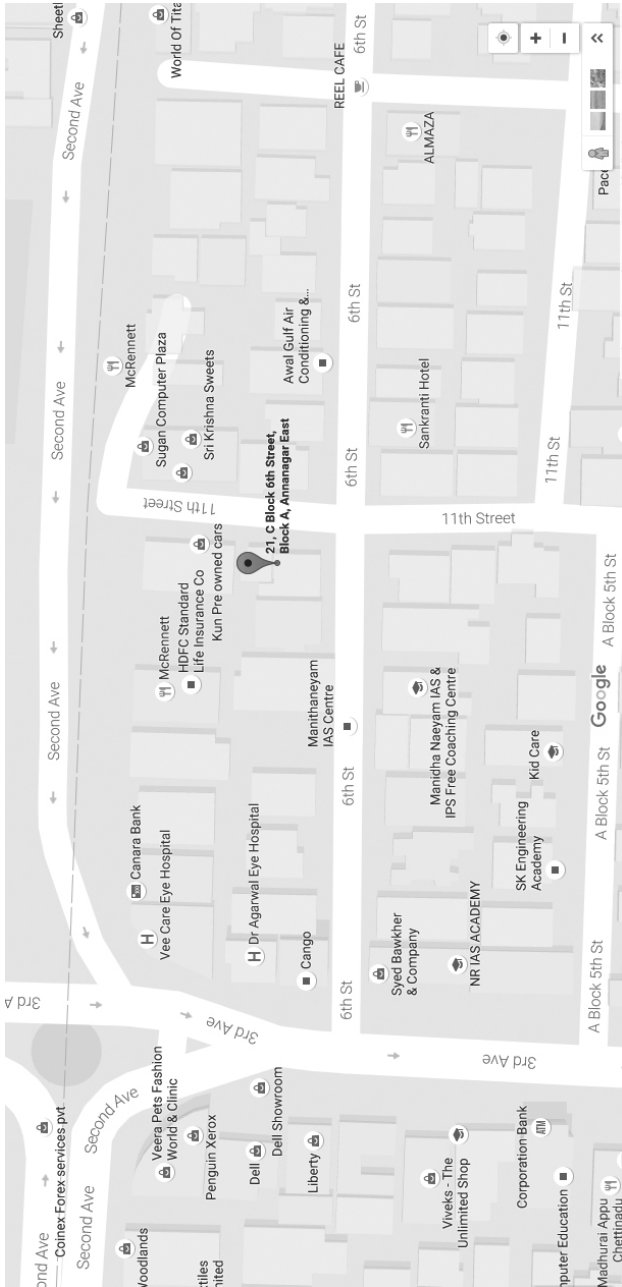 ond Ave
Coinex Forex services pvt
Second Ave
Second Ave
3rd A
Second Ave
Second Ave
Second Ave
Second Ave
Sheetl
Woodlands
Veera Pets Fashion
World & Clinic
Penguin Xerox
3rd Ave
Vee Care Eye Hospital
Canara Bank
McRennett
HDFC Standard
Life Insurance Co
Kun Pre owned cars
11th Street
McRennett
Sugan Computer Plaza
Sri Krishna Sweets
World Of Tita
xtiles
nited
Dell
Dell Showroom
Liberty
Dr Agarwal Eye Hospital
Cango
21, C Block 6th Street,
Block A, Annanagar East
Manithaneyam
IAS Centre
Awal Gulf Air
Conditioning &...
REEL CAFE
6th St
6th St
6th St
6th St
6th St
Viveks - The
Unlimited Shop
Syed Bawkher
& Company
NR IAS ACADEMY
Manidha Naeyam IAS &
IPS Free Coaching Centre
11th Street
Sankranti Hotel
ALMAZA
Corporation Bank
ATM
3rd Ave
SK Engineering
Academy
Kid Care
11th St
11th St
puter Education
Madhurai Appu
Chettinadu
A Block 5th St
A Block 5th St
A Block 5th St
Google
Pac